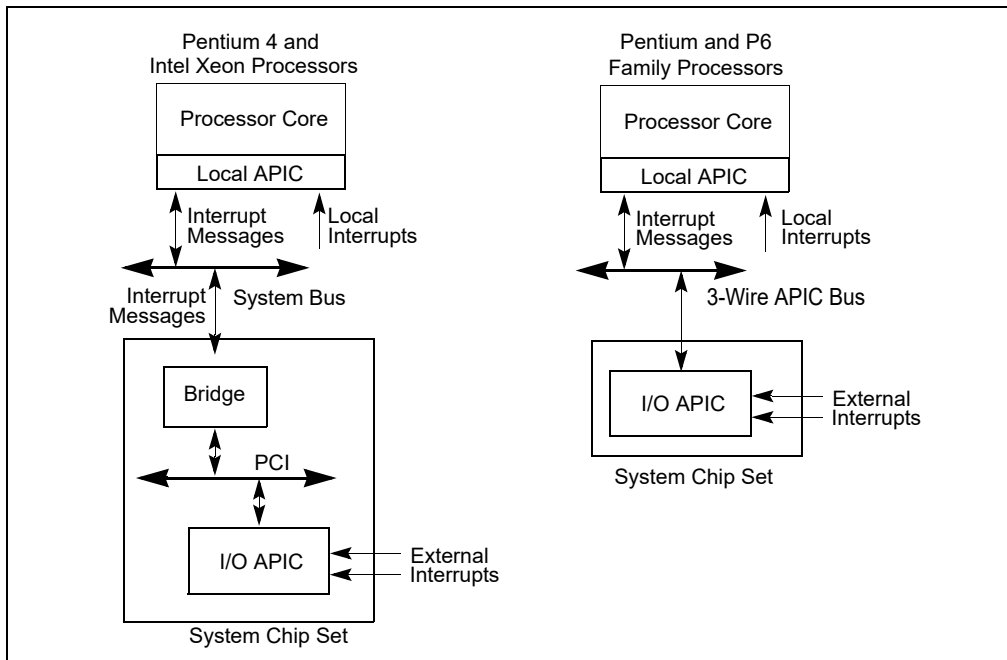 Pentium 4 and
Intel Xeon Processors
Processor Core
Local APIC
Interrupt
Messages
Local
Interrupts
Interrupt
Messages
System Bus
Bridge
PCI
I/O APIC
External
Interrupts
System Chip Set
Pentium and P6
Family Processors
Processor Core
Local APIC
Interrupt
Messages
Local
Interrupts
3-Wire APIC Bus
I/O APIC
External
Interrupts
System Chip Set